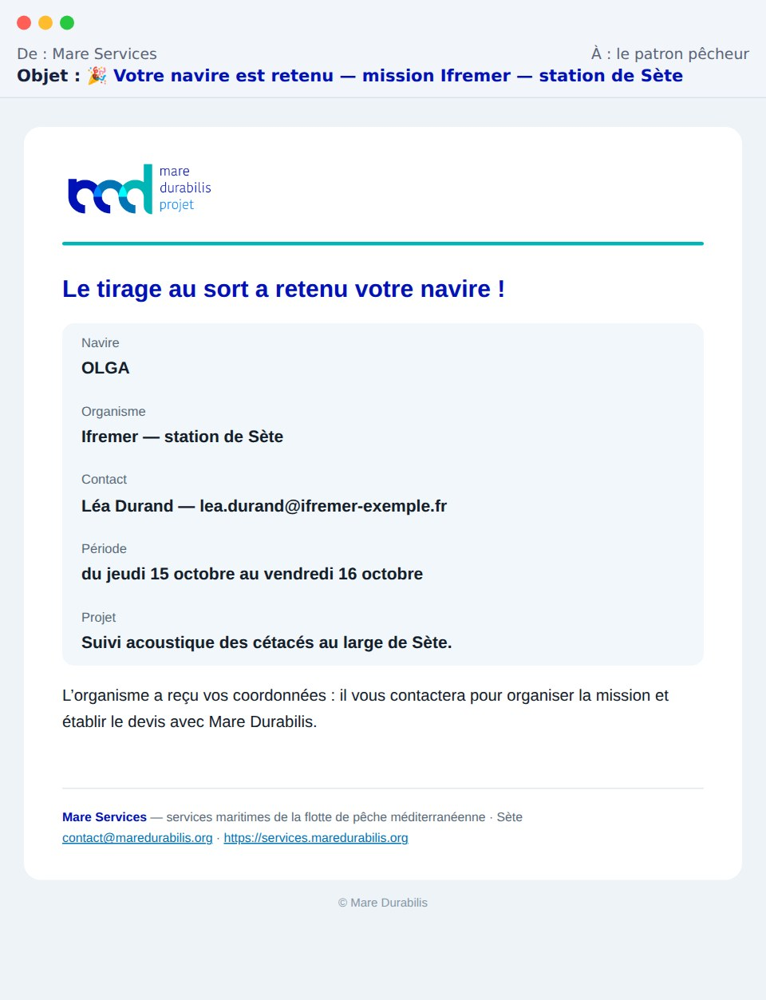 De : Mare Services
À : le patron pêcheur
Objet : 🎉 Votre navire est retenu — mission Ifremer — station de Sète
mare
durabilis
projet
Le tirage au sort a retenu votre navire !
Navire
OLGA
Organisme
Ifremer — station de Sète
Contact
Léa Durand — lea.durand@ifremer-exemple.fr
Période
du jeudi 15 octobre au vendredi 16 octobre
Projet
Suivi acoustique des cétacés au large de Sète.
L’organisme a reçu vos coordonnées : il vous contactera pour organiser la mission et
établir le devis avec Mare Durabilis.
Mare Services — services maritimes de la flotte de pêche méditerranéenne · Sète
contact@maredurabilis.org · https://services.maredurabilis.org
© Mare Durabilis